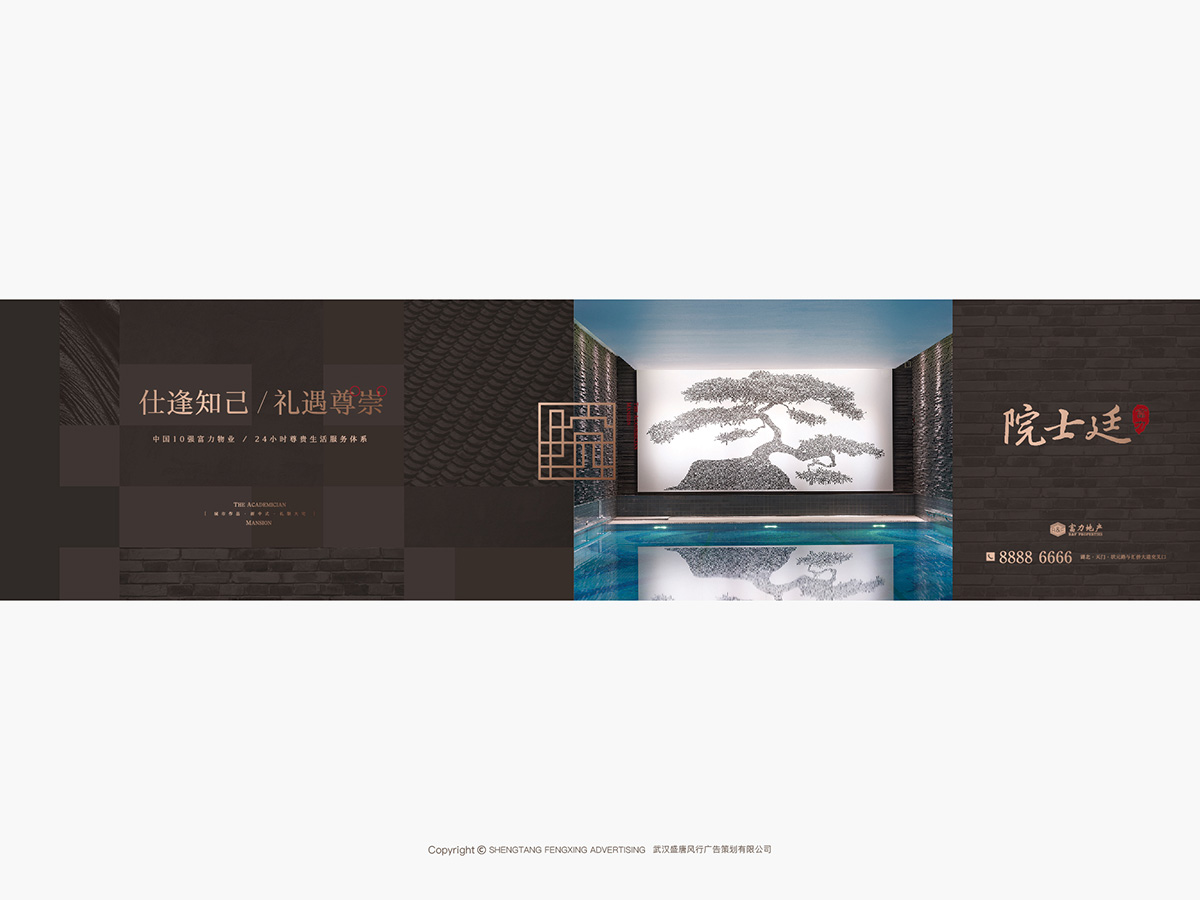 仕逢知己 / 礼遇尊崇
中国10强富力物业 / 24小时尊贵生活服务体系
THE ACADEMICIAN
MANSION
院士廷
富力地产
R&F PROPERTIES
8888 6666
Copyright © SHENGTANG FENGXING ADVERTISING 武汉盛唐风行广告策划有限公司